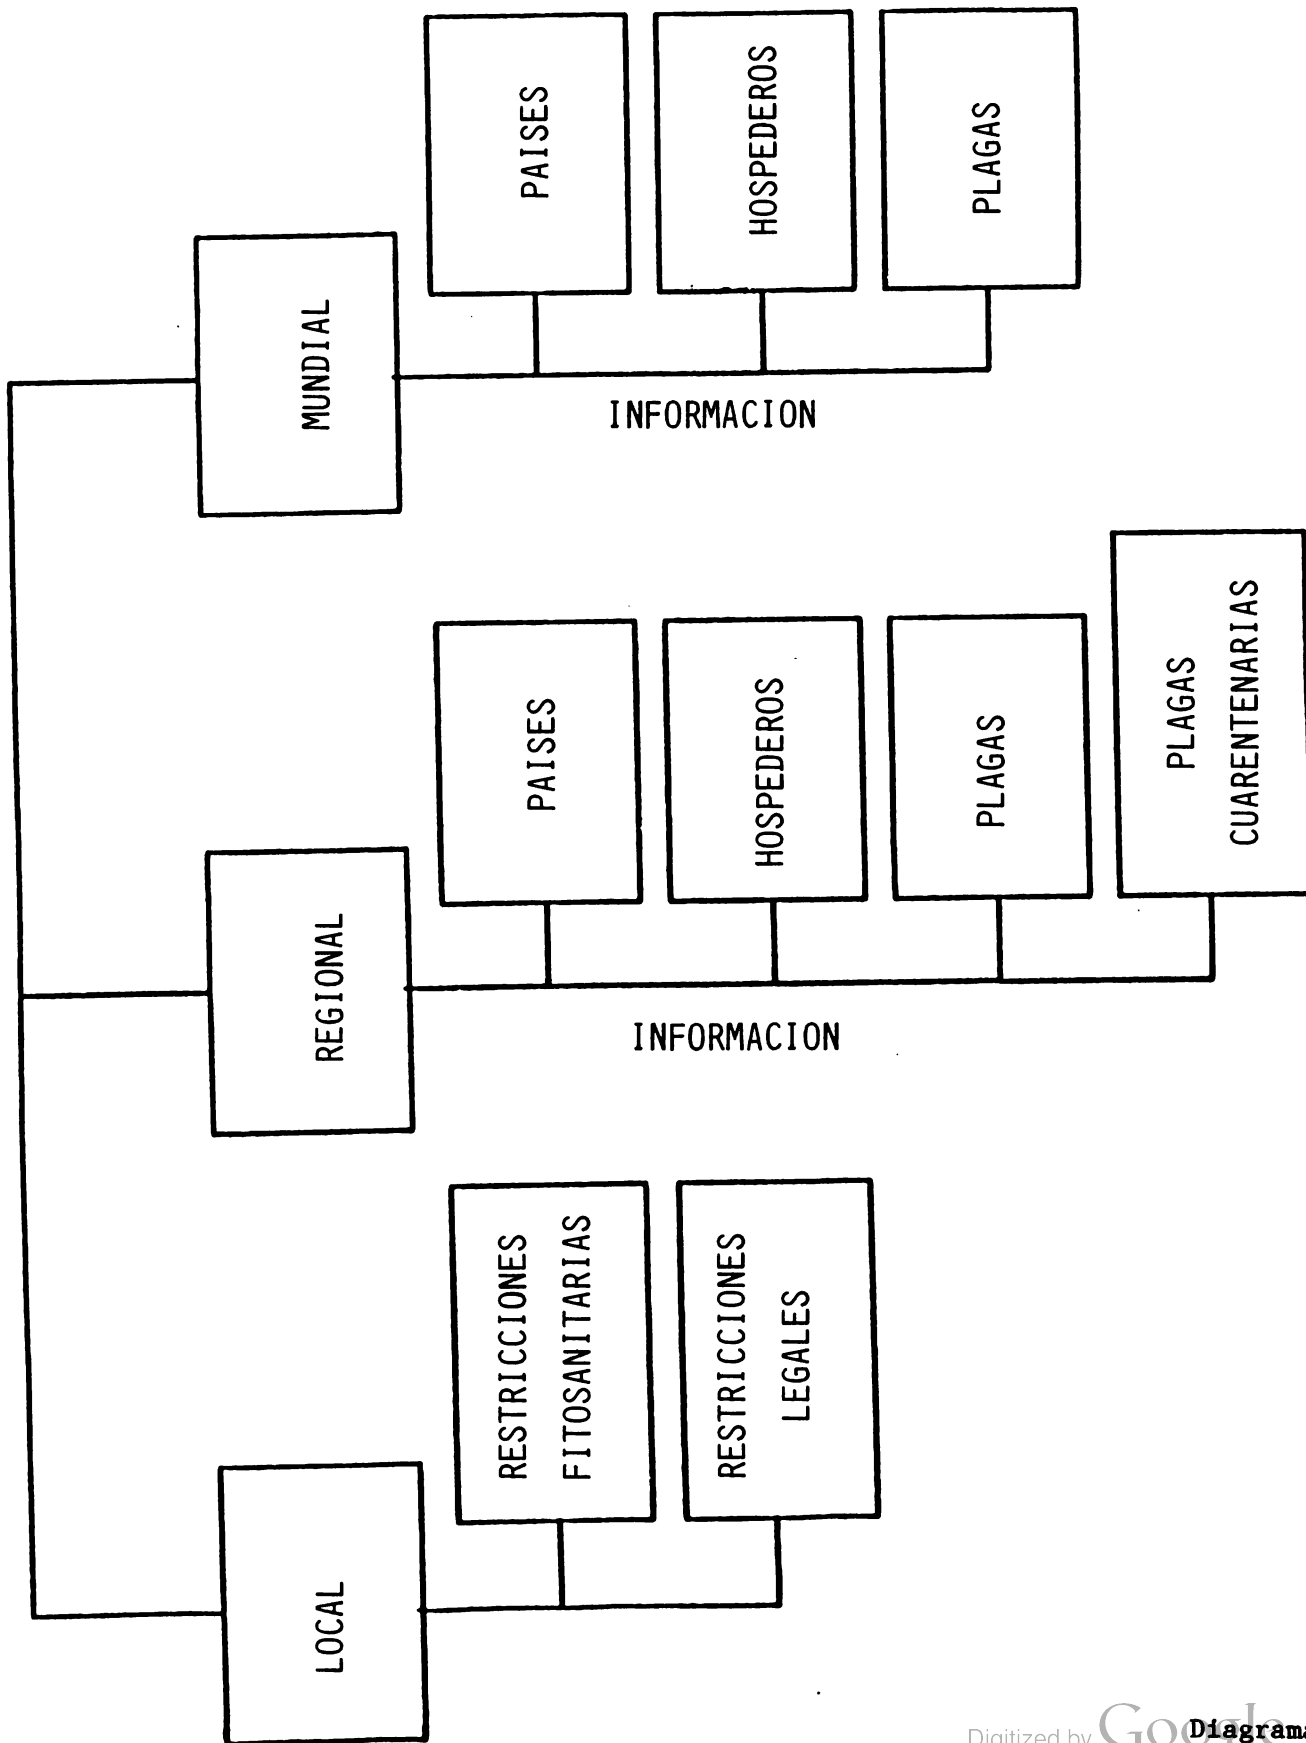 LOCAL
RESTRICCIONES
FITOSANITARIAS
RESTRICCIONES
LEGALES
REGIONAL
INFORMACION
PAISES
HOSPEDEROS
PLAGAS
PLAGAS
CUARENTENARIAS
MUNDIAL
INFORMACION
PAISES
HOSPEDEROS
PLAGAS
Digitized by Google
Diagrama